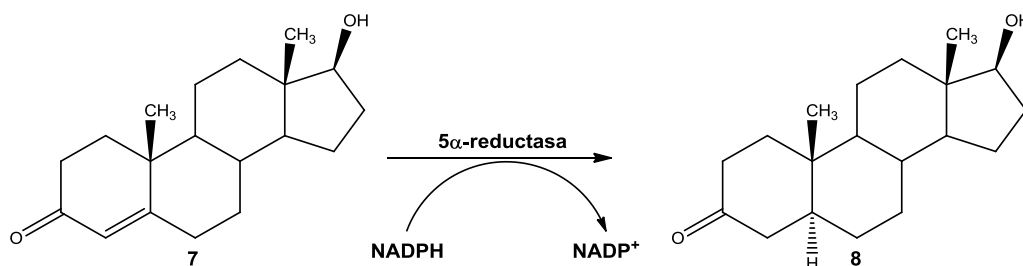 OH
CH₃
CH₃
O
7
5α-reductasa
NADPH
NADP⁺
OH
CH₃
CH₃
O
H
8